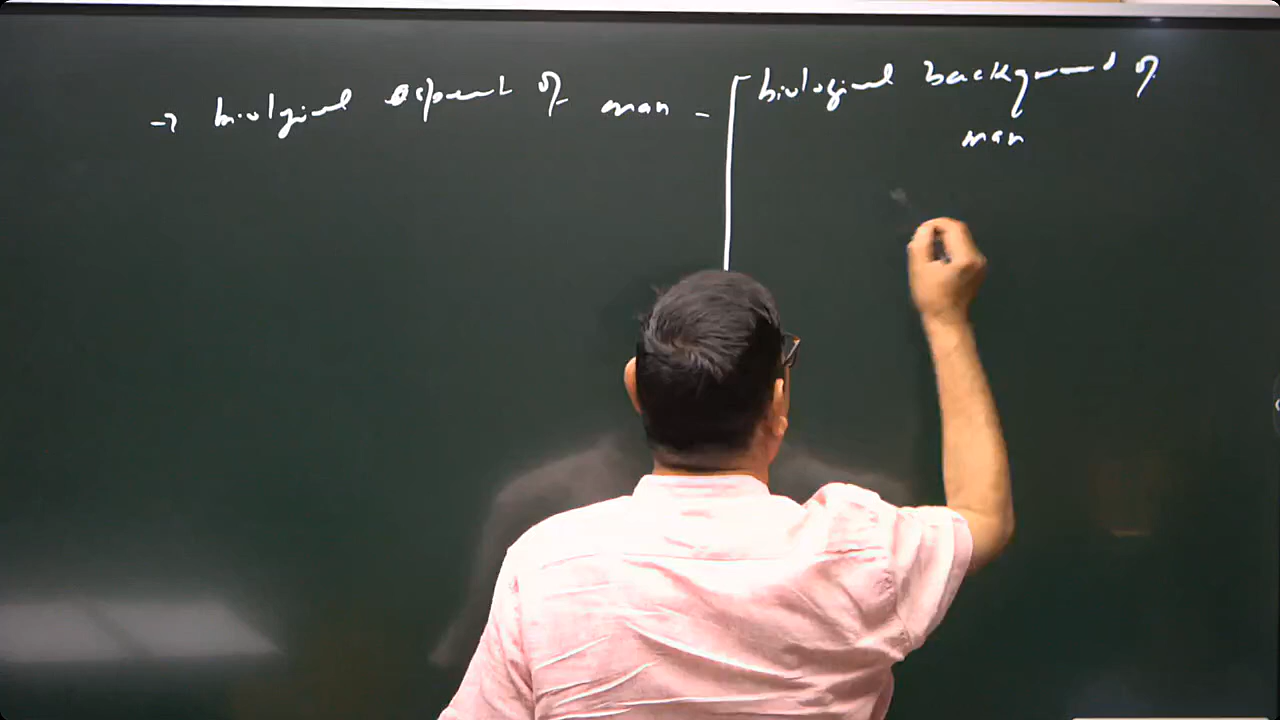 → biological aspect of man -
biological background of
man